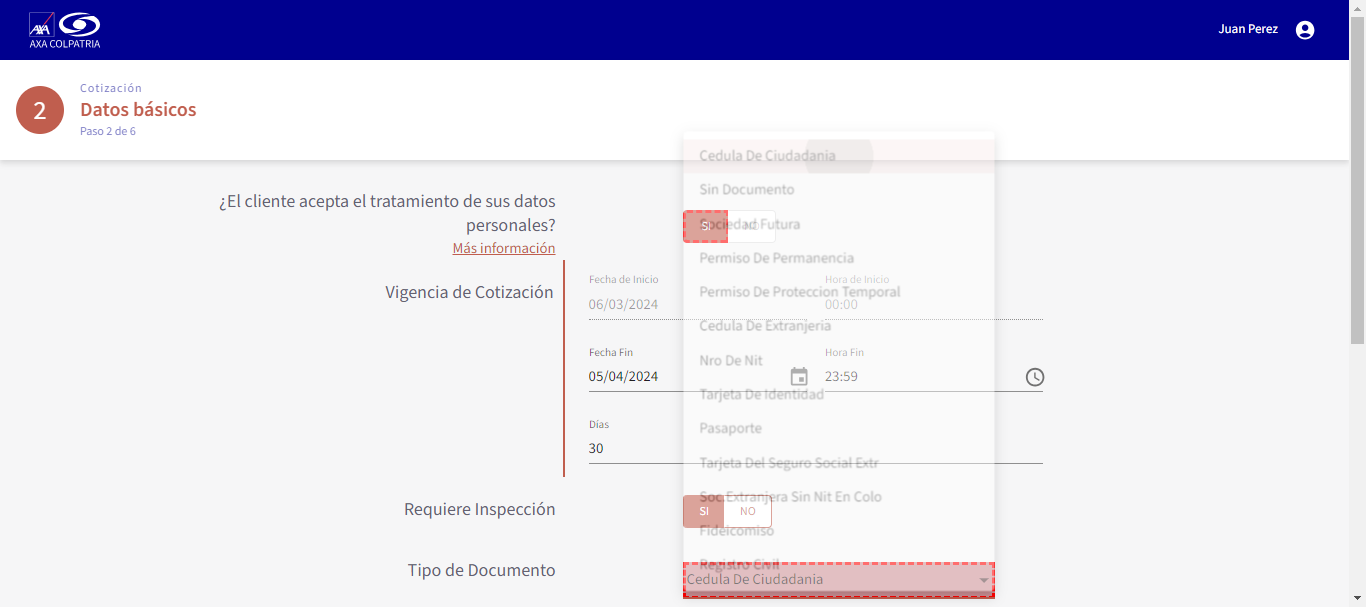 AXA
AXA COLPATRIA
Juan Perez
2
Cotización
Datos básicos
Paso 2 de 6
¿El cliente acepta el tratamiento de sus datos
personales?
Más información
SI
NO
Vigencia de Cotización
Fecha de Inicio
06/03/2024
Hora de Inicio
00:00
Fecha Fin
05/04/2024
Hora Fin
23:59
Días
30
Requiere Inspección
SI
NO
Tipo de Documento
Cedula De Ciudadania
Cedula De Ciudadania
Sin Documento
Sociedad Futura
Permiso De Permanencia
Permiso De Proteccion Temporal
Cedula De Extranjeria
Nro De Nit
Tarjeta De Identidad
Pasaporte
Tarjeta Del Seguro Social Extr
Soc Extranjera Sin Nit En Colo
Fideicomiso
Registro Civil